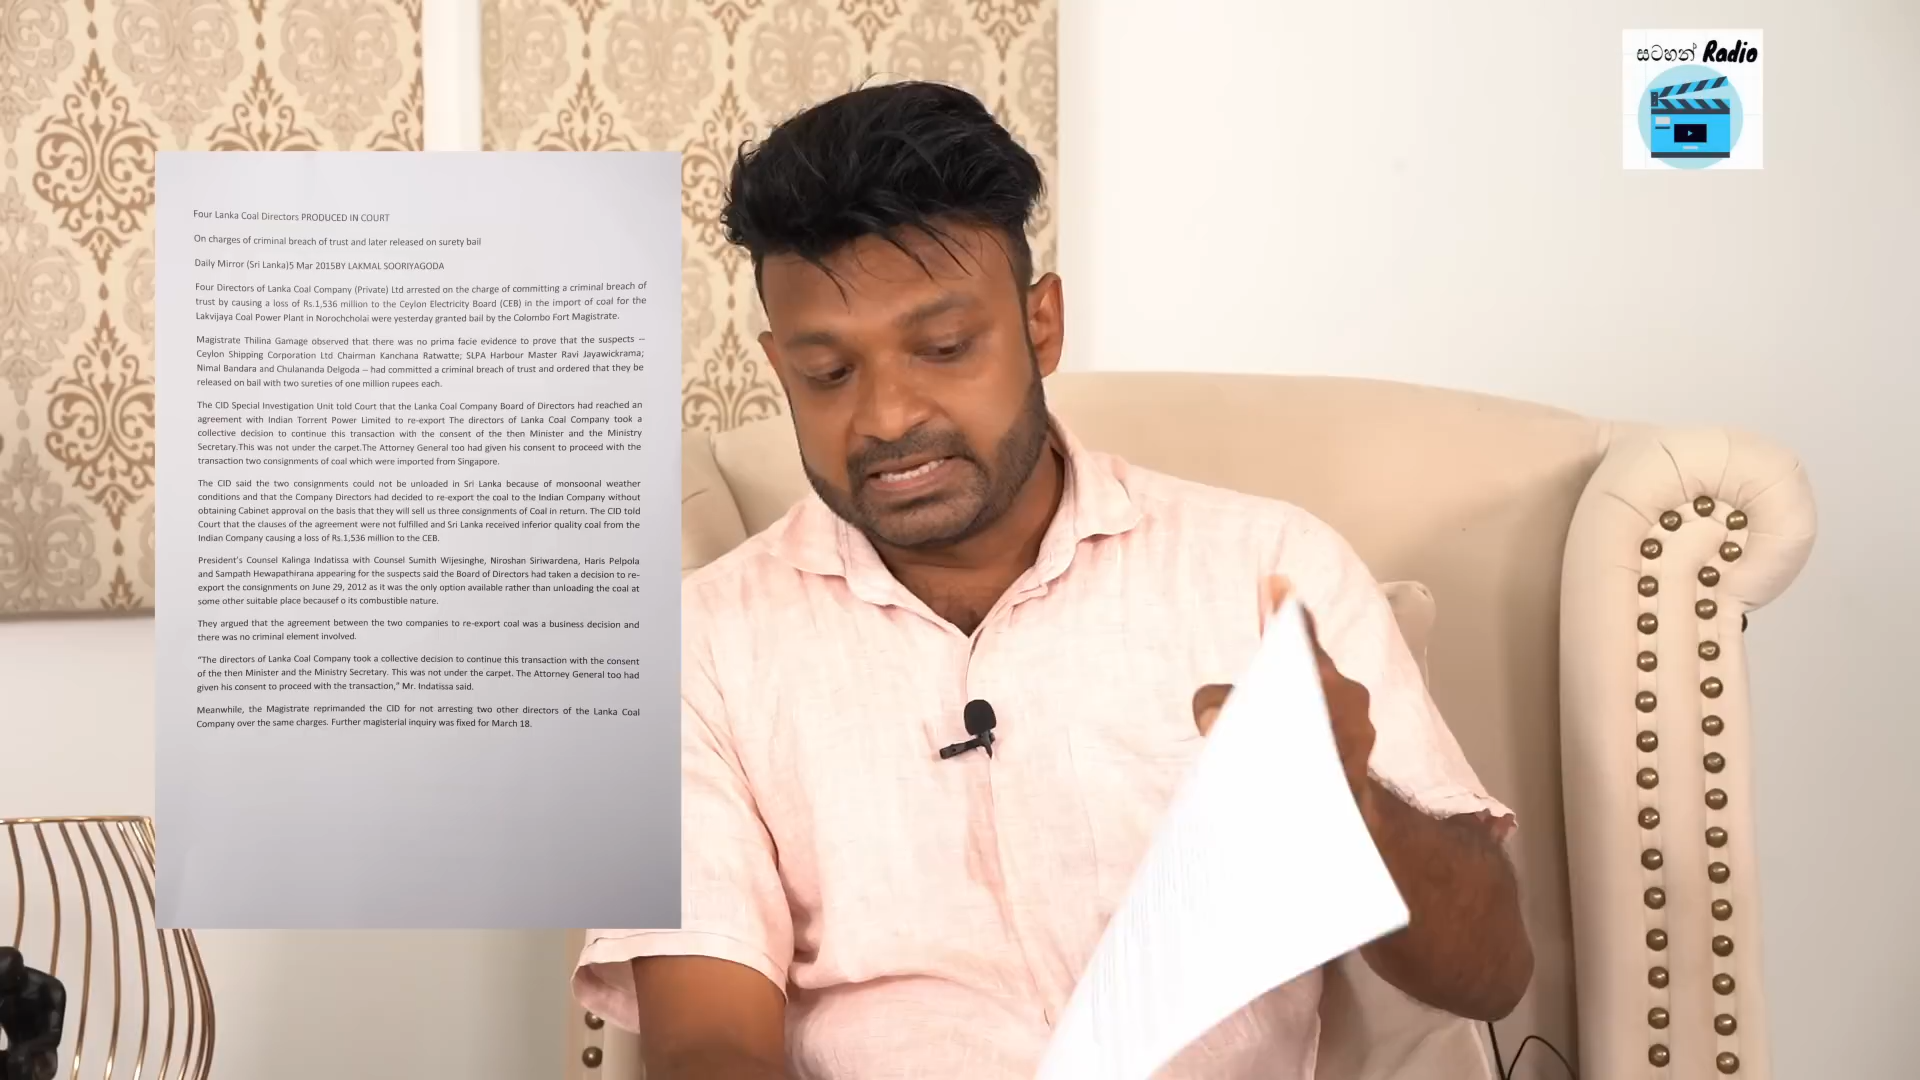 සටහන් Radio
Four Lanka Coal Directors PRODUCED IN COURT
On charges of criminal breach of trust and later released on surety bail
Daily Mirror (Sri Lanka)5 Mar 2015BY LAKMAL SOORIYAGODA
Four Directors of Lanka Coal Company (Private) Ltd arrested on the charge of committing a criminal breach of
trust by causing a loss of Rs.1,536 million to the Ceylon Electricity Board (CEB) in the import of coal for the
Lakvijaya Coal Power Plant in Norochcholai were yesterday granted bail by the Colombo Fort Magistrate.
Magistrate Thilina Gamage observed that there was no prima facie evidence to prove that the suspects –
Ceylon Shipping Corporation Ltd Chairman Kanchana Ratwatte; SLPA Harbour Master Ravi Jayawickrama;
Nimal Bandara and Chulananda Delgoda – had committed a criminal breach of trust and ordered that they be
released on bail with two sureties of one million rupees each.
The CID Special Investigation Unit told Court that the Lanka Coal Company Board of Directors had reached an
agreement with Indian Torrent Power Limited to re-export The directors of Lanka Coal Company took a
collective decision to continue this transaction with the consent of the then Minister and the Ministry
Secretary.This was not under the carpet.The Attorney General too had given his consent to proceed with the
transaction two consignments of coal which were imported from Singapore.
The CID said the two consignments could not be unloaded in Sri Lanka because of monsoonal weather
conditions and that the Company Directors had decided to re-export the coal to the Indian Company without
obtaining Cabinet approval on the basis that they will sell us three consignments of Coal in return. The CID told
Court that the clauses of the agreement were not fulfilled and Sri Lanka received inferior quality coal from the
Indian Company causing a loss of Rs.1,536 million to the CEB.
President's Counsel Kalinga Indatissa with Counsel Sumith Wijesinghe, Niroshan Siriwardena, Haris Pelpola
and Sampath Hewapathirana appearing for the suspects said the Board of Directors had taken a decision to re-
export the consignments on June 29, 2012 as it was the only option available rather than unloading the coal at
some other suitable place becausef o its combustible nature.
They argued that the agreement between the two companies to re-export coal was a business decision and
there was no criminal element involved.
"The directors of Lanka Coal Company took a collective decision to continue this transaction with the consent
of the then Minister and the Ministry Secretary. This was not under the carpet. The Attorney General too had
given his consent to proceed with the transaction," Mr. Indatissa said.
Meanwhile, the Magistrate reprimanded the CID for not arresting two other directors of the Lanka Coal
Company over the same charges. Further magisterial inquiry was fixed for March 18.